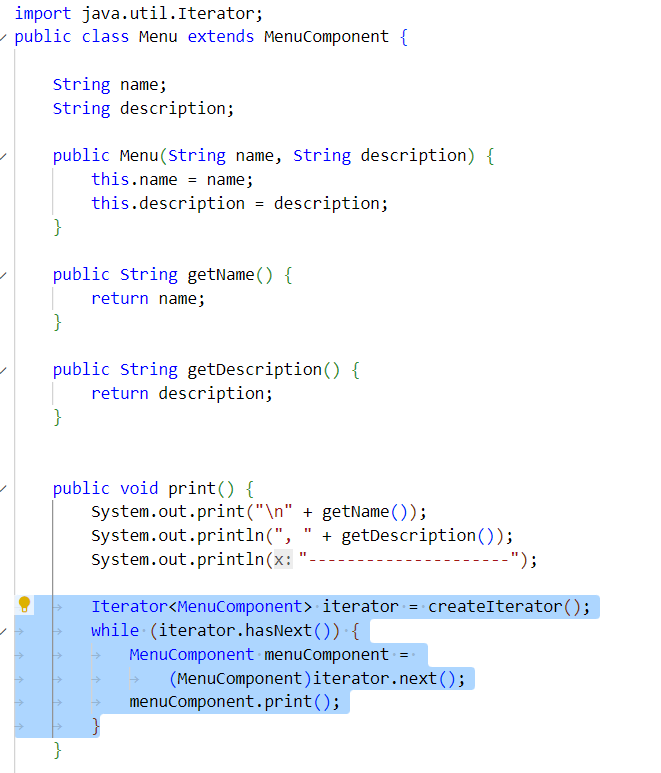 import java.util.Iterator;
public class Menu extends MenuComponent {
String name;
String description;
public Menu(String name, String description) {
this.name = name;
this.description = description;
}
public String getName() {
return name;
}
public String getDescription() {
return description;
}
public void print() {
System.out.print("\n" + getName());
System.out.println(", " + getDescription());
System.out.println(x: "---------------------");
Iterator<MenuComponent> iterator = createIterator();
while (iterator.hasNext()) {
MenuComponent menuComponent =
(MenuComponent)iterator.next();
menuComponent.print();
}
}